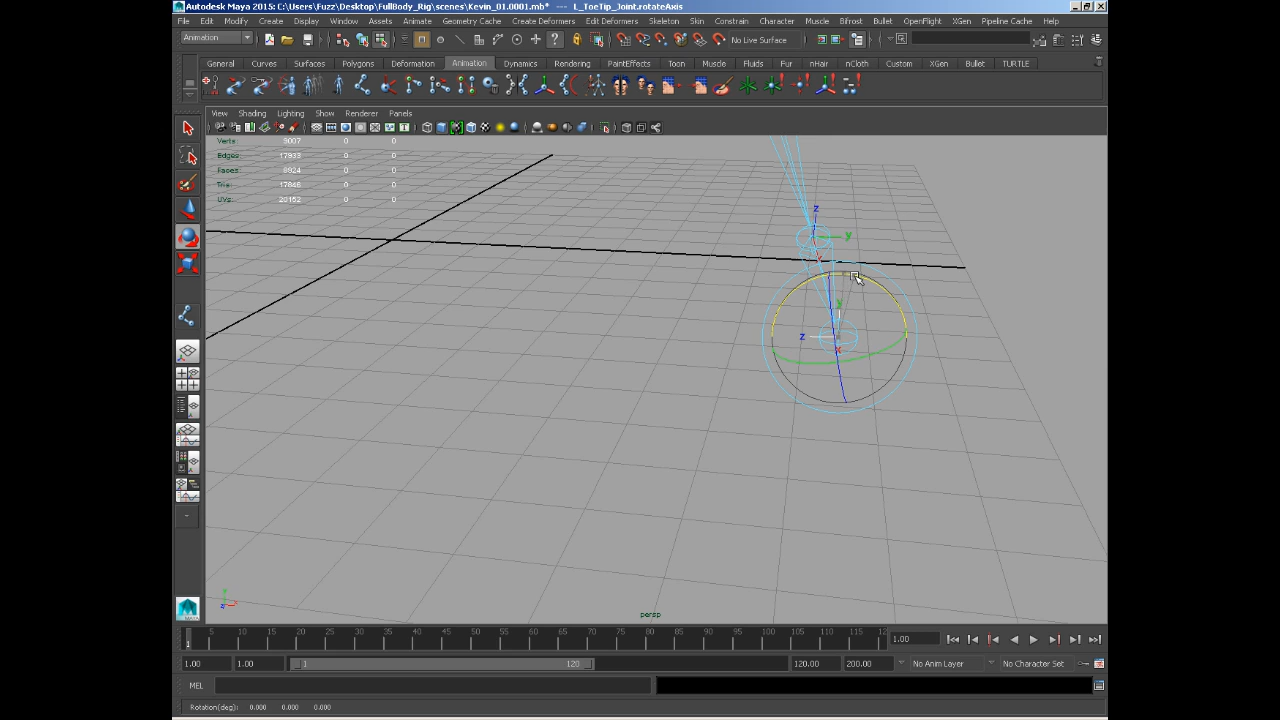 Autodesk Maya 2015: C:\Users\Fuzz\Desktop\FullBody_Rig\scenes\Kevin_01.0001.mb* --- L_ToeTip_Joint.rotateAxis
File Edit Modify Create Display Window Assets Animate Geometry Cache Create Deformers Edit Deformers Skeleton Skin Constrain Character Muscle Bifrost Bullet OpenFlight XGen Pipeline Cache Help
Animation No Live Surface
General Curves Surfaces Polygons Deformation Animation Dynamics Rendering PaintEffects Toon Muscle Fluids Fur nHair nCloth Custom XGen Bullet TURTLE
View Shading Lighting Show Renderer Panels
Verts: 9007 0 0
Edges: 17933 0 0
Faces: 8924 0 0
Tris: 17846 0 0
UVs: 20152 0 0
z
y
x
y
z
x
y
z x
persp
1 5 10 15 20 25 30 35 40 45 50 55 60 65 70 75 80 85 90 95 100 105 110 115 12 1.00
1.00 1.00 1 120 120.00 200.00 No Anim Layer No Character Set
MEL
Rotation(deg): 0.000 0.000 0.000